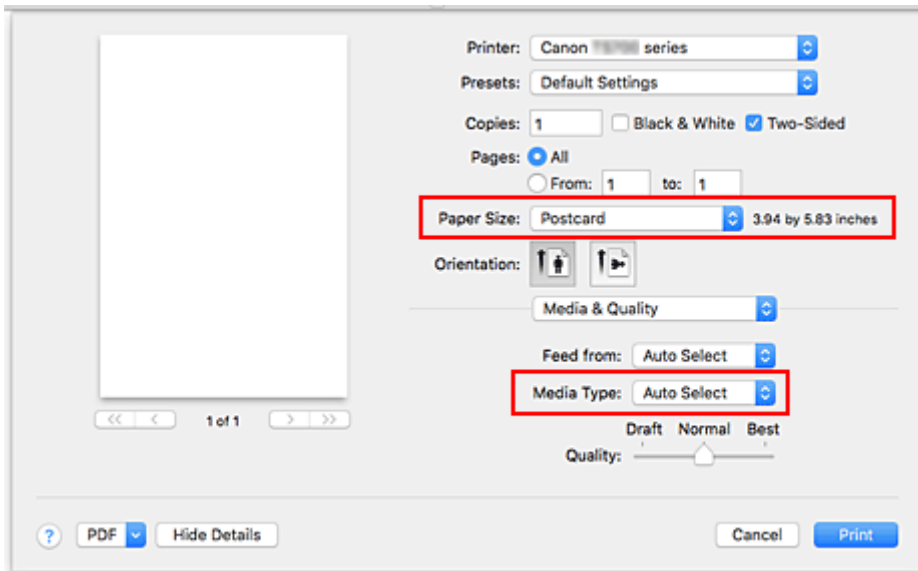 Printer: Canon series
Presets: Default Settings
Copies: 1 Black & White Two-Sided
Pages: All
From: 1 to: 1
Paper Size: Postcard 3.94 by 5.83 inches
Orientation:
Media & Quality
Feed from: Auto Select
Media Type: Auto Select
<< < 1 of 1 > >>
Draft Normal Best
Quality:
? PDF Hide Details Cancel Print